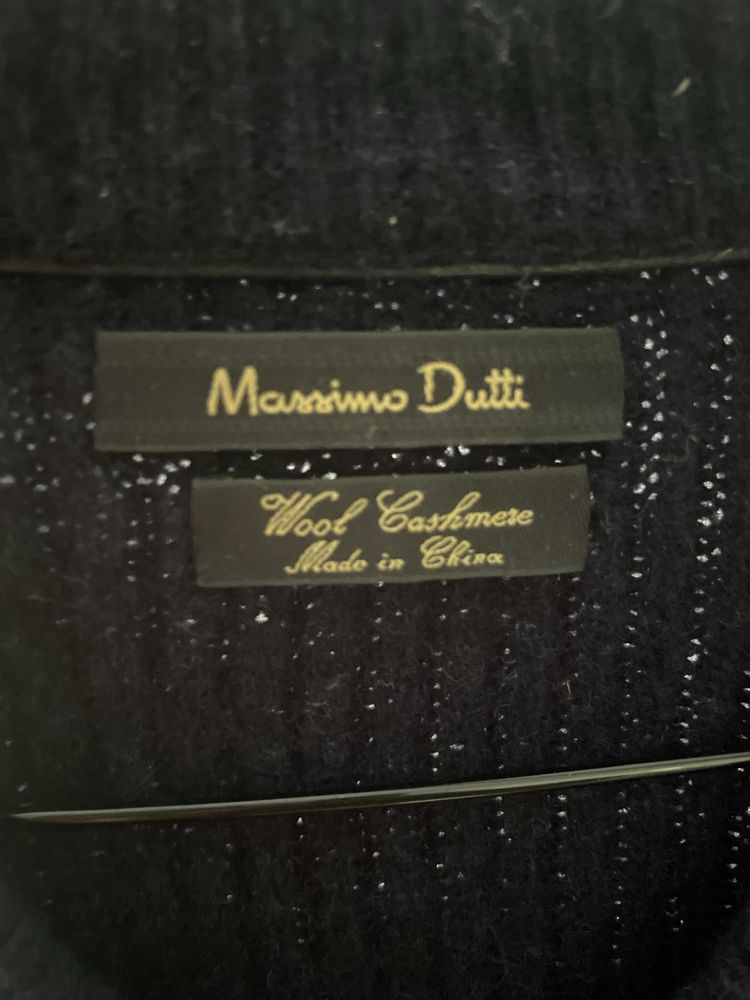 Massimo Dutti
Wool Cashmere
Made in China